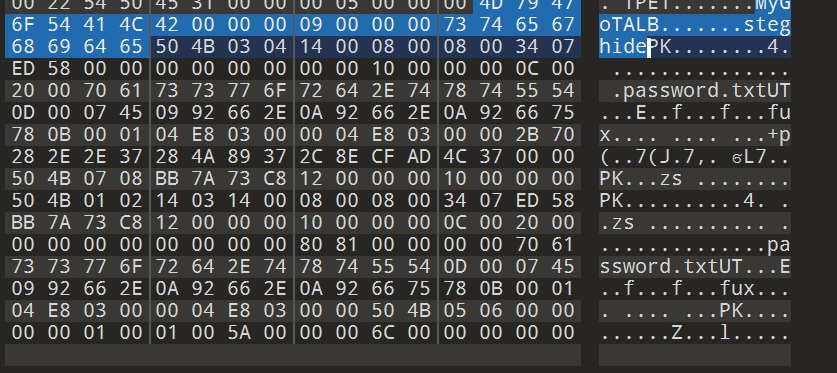 00 22 54 50 45 31 00 00 00 05 00 00 00 4D 79 47 . TPE1.......MyG
6F 54 41 4C 42 00 00 00 09 00 00 00 73 74 65 67 oTALB.......steg
68 69 64 65 50 4B 03 04 14 00 08 00 08 00 34 07 hidePK........4.
ED 58 00 00 00 00 00 00 00 00 10 00 00 00 0C 00 ................
20 00 70 61 73 73 77 6F 72 64 2E 74 78 74 55 54 .password.txtUT
0D 00 07 45 09 92 66 2E 0A 92 66 2E 0A 92 66 75 ...E..f...f...fu
78 0B 00 01 04 E8 03 00 00 04 E8 03 00 00 2B 70 x.... .... ...+p
28 2E 2E 37 28 4A 89 37 2C 8E CF AD 4C 37 00 00 (..7(J.7,. ϭL7..
50 4B 07 08 BB 7A 73 C8 12 00 00 00 10 00 00 00 PK...zs ........
50 4B 01 02 14 03 14 00 08 00 08 00 34 07 ED 58 PK..........4. .
BB 7A 73 C8 12 00 00 00 10 00 00 00 0C 00 20 00 .zs .......... .
00 00 00 00 00 00 00 00 80 81 00 00 00 00 70 61 ..............pa
73 73 77 6F 72 64 2E 74 78 74 55 54 0D 00 07 45 ssword.txtUT...E
09 92 66 2E 0A 92 66 2E 0A 92 66 75 78 0B 00 01 ..f...f...fux...
04 E8 03 00 00 04 E8 03 00 00 50 4B 05 06 00 00 . .... ...PK....
00 00 01 00 01 00 5A 00 00 00 6C 00 00 00 00 00 ......Z...l.....